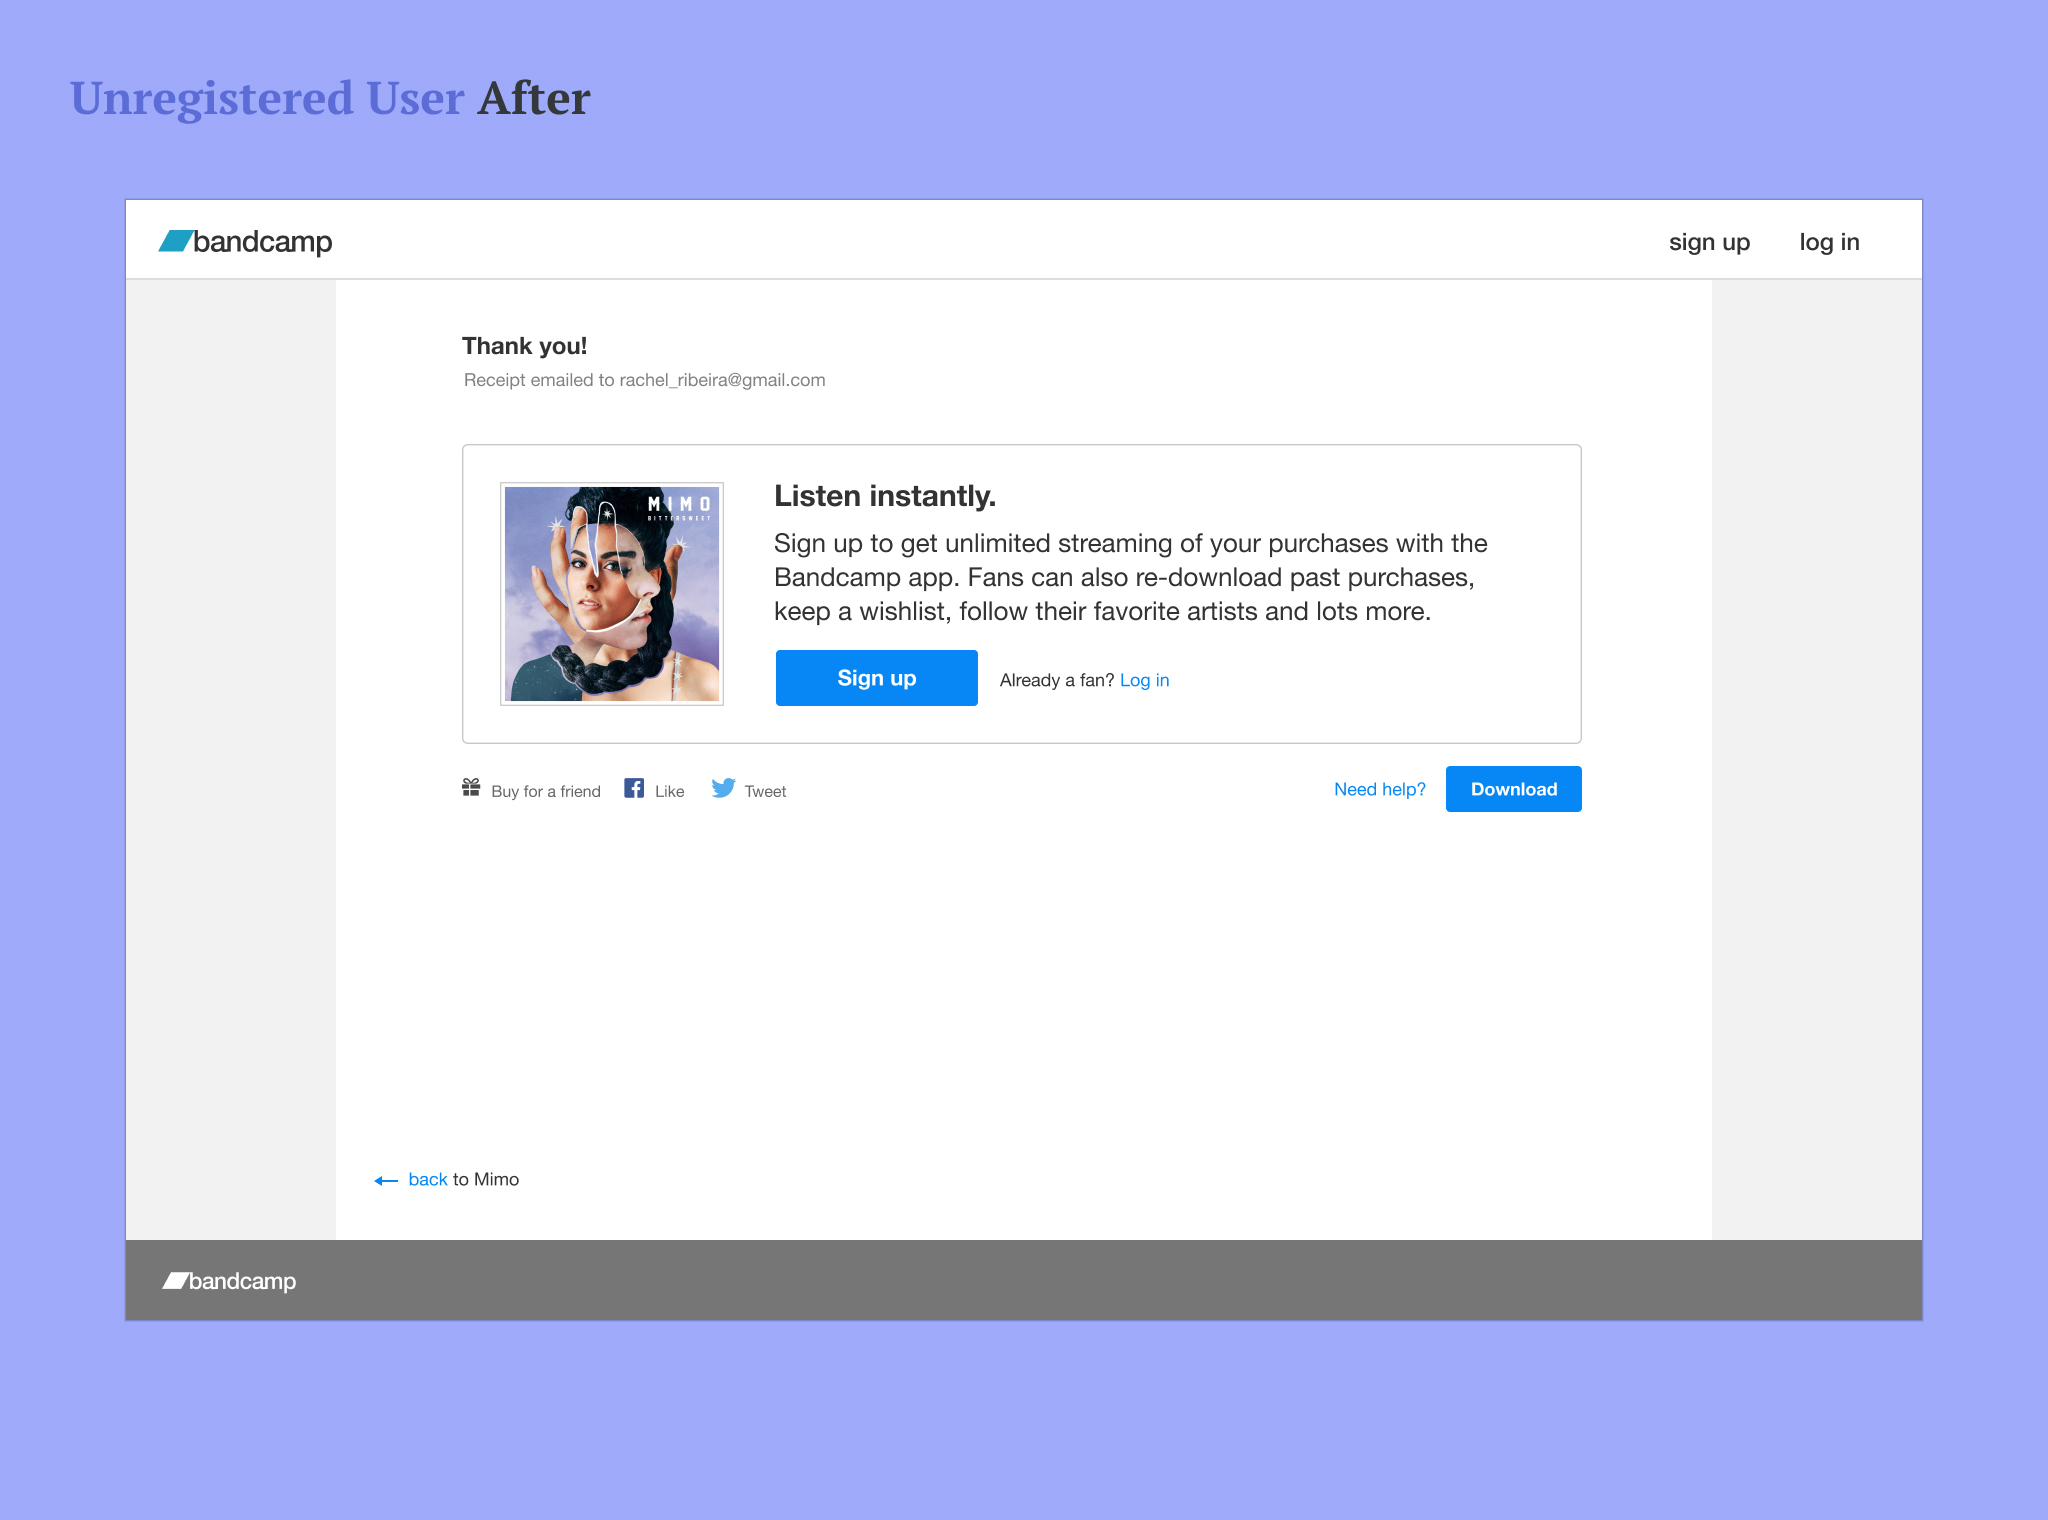 Unregistered User After
bandcamp
sign up
log in
Thank you!
Receipt emailed to rachel_ribeira@gmail.com
MIMO
BITTERSWEET
Listen instantly.
Sign up to get unlimited streaming of your purchases with the
Bandcamp app. Fans can also re-download past purchases,
keep a wishlist, follow their favorite artists and lots more.
Sign up
Already a fan? Log in
Buy for a friend
Like
Tweet
Need help?
Download
back to Mimo
bandcamp